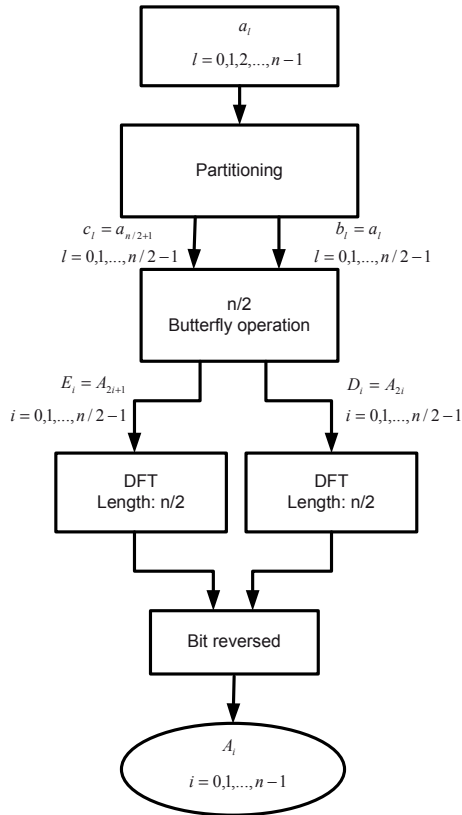 a_l
l = 0,1,2,...,n−1
Partitioning
c_l = a_{n/2+1}
l = 0,1,...,n/2−1
b_l = a_l
l = 0,1,...,n/2−1
n/2
Butterfly operation
E_i = A_{2i+1}
i = 0,1,...,n/2−1
D_i = A_{2i}
i = 0,1,...,n/2−1
DFT
Length: n/2
DFT
Length: n/2
Bit reversed
A_i
i = 0,1,...,n−1